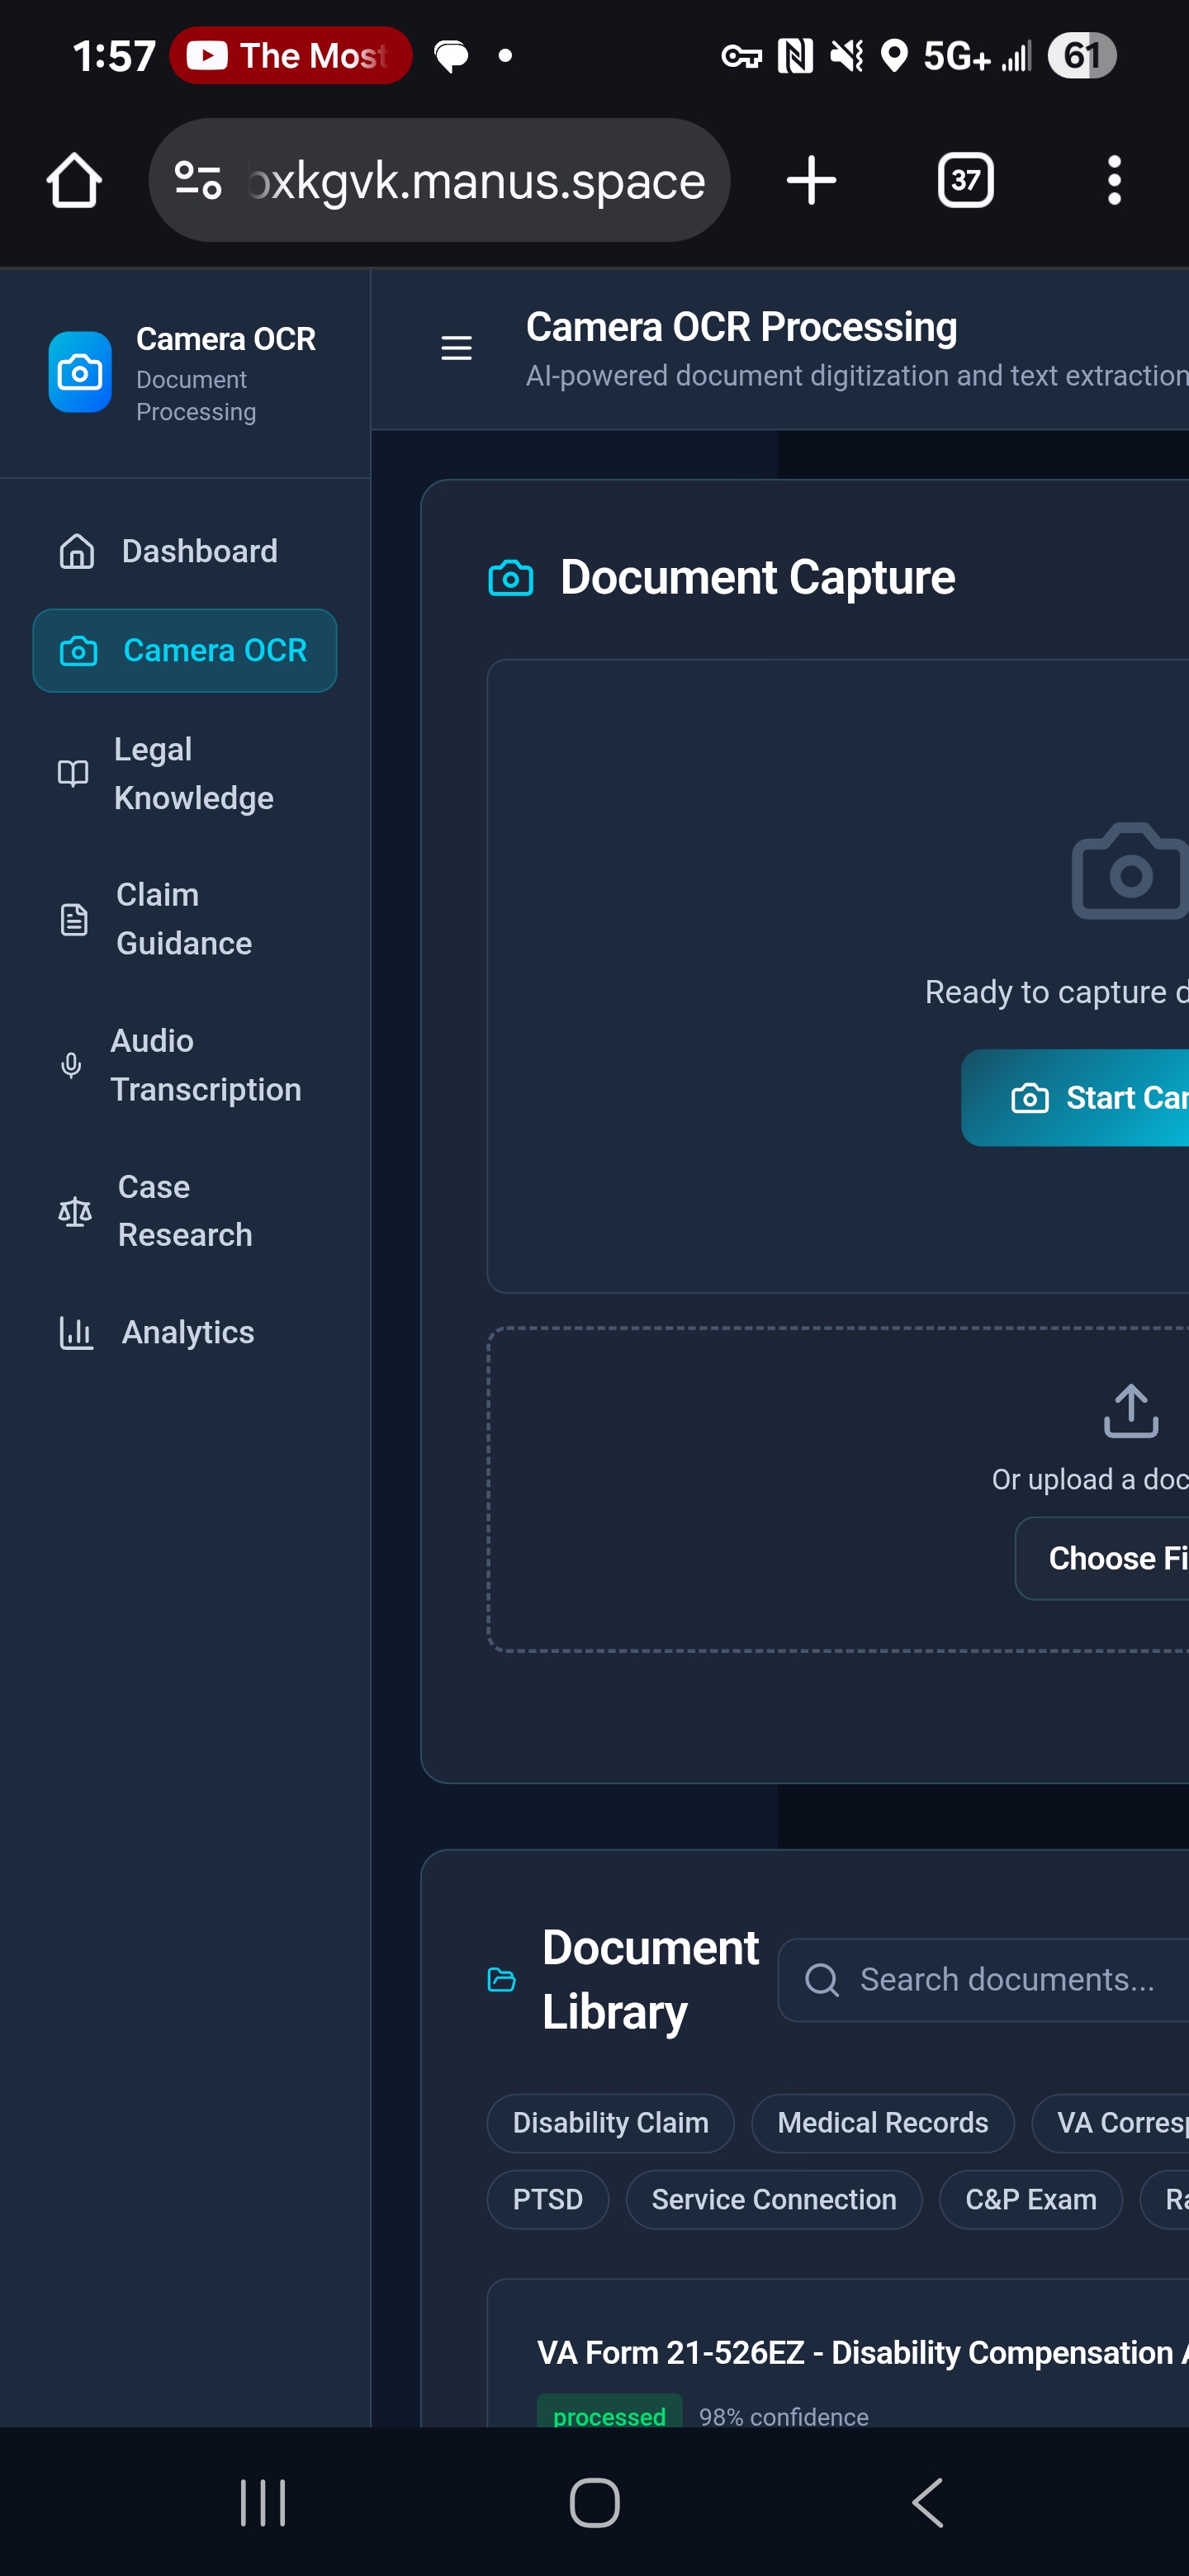 1:57 The Most 5G+ 61
bxkgvk.manus.space 37
Camera OCR
Document
Processing
Camera OCR Processing
AI-powered document digitization and text extraction
Dashboard
Camera OCR
Legal
Knowledge
Claim
Guidance
Audio
Transcription
Case
Research
Analytics
Document Capture
Ready to capture d
Start Car
Or upload a doc
Choose Fi
Document
Library
Search documents...
Disability Claim Medical Records VA Corresp
PTSD Service Connection C&P Exam Ra
VA Form 21-526EZ - Disability Compensation A
processed 98% confidence